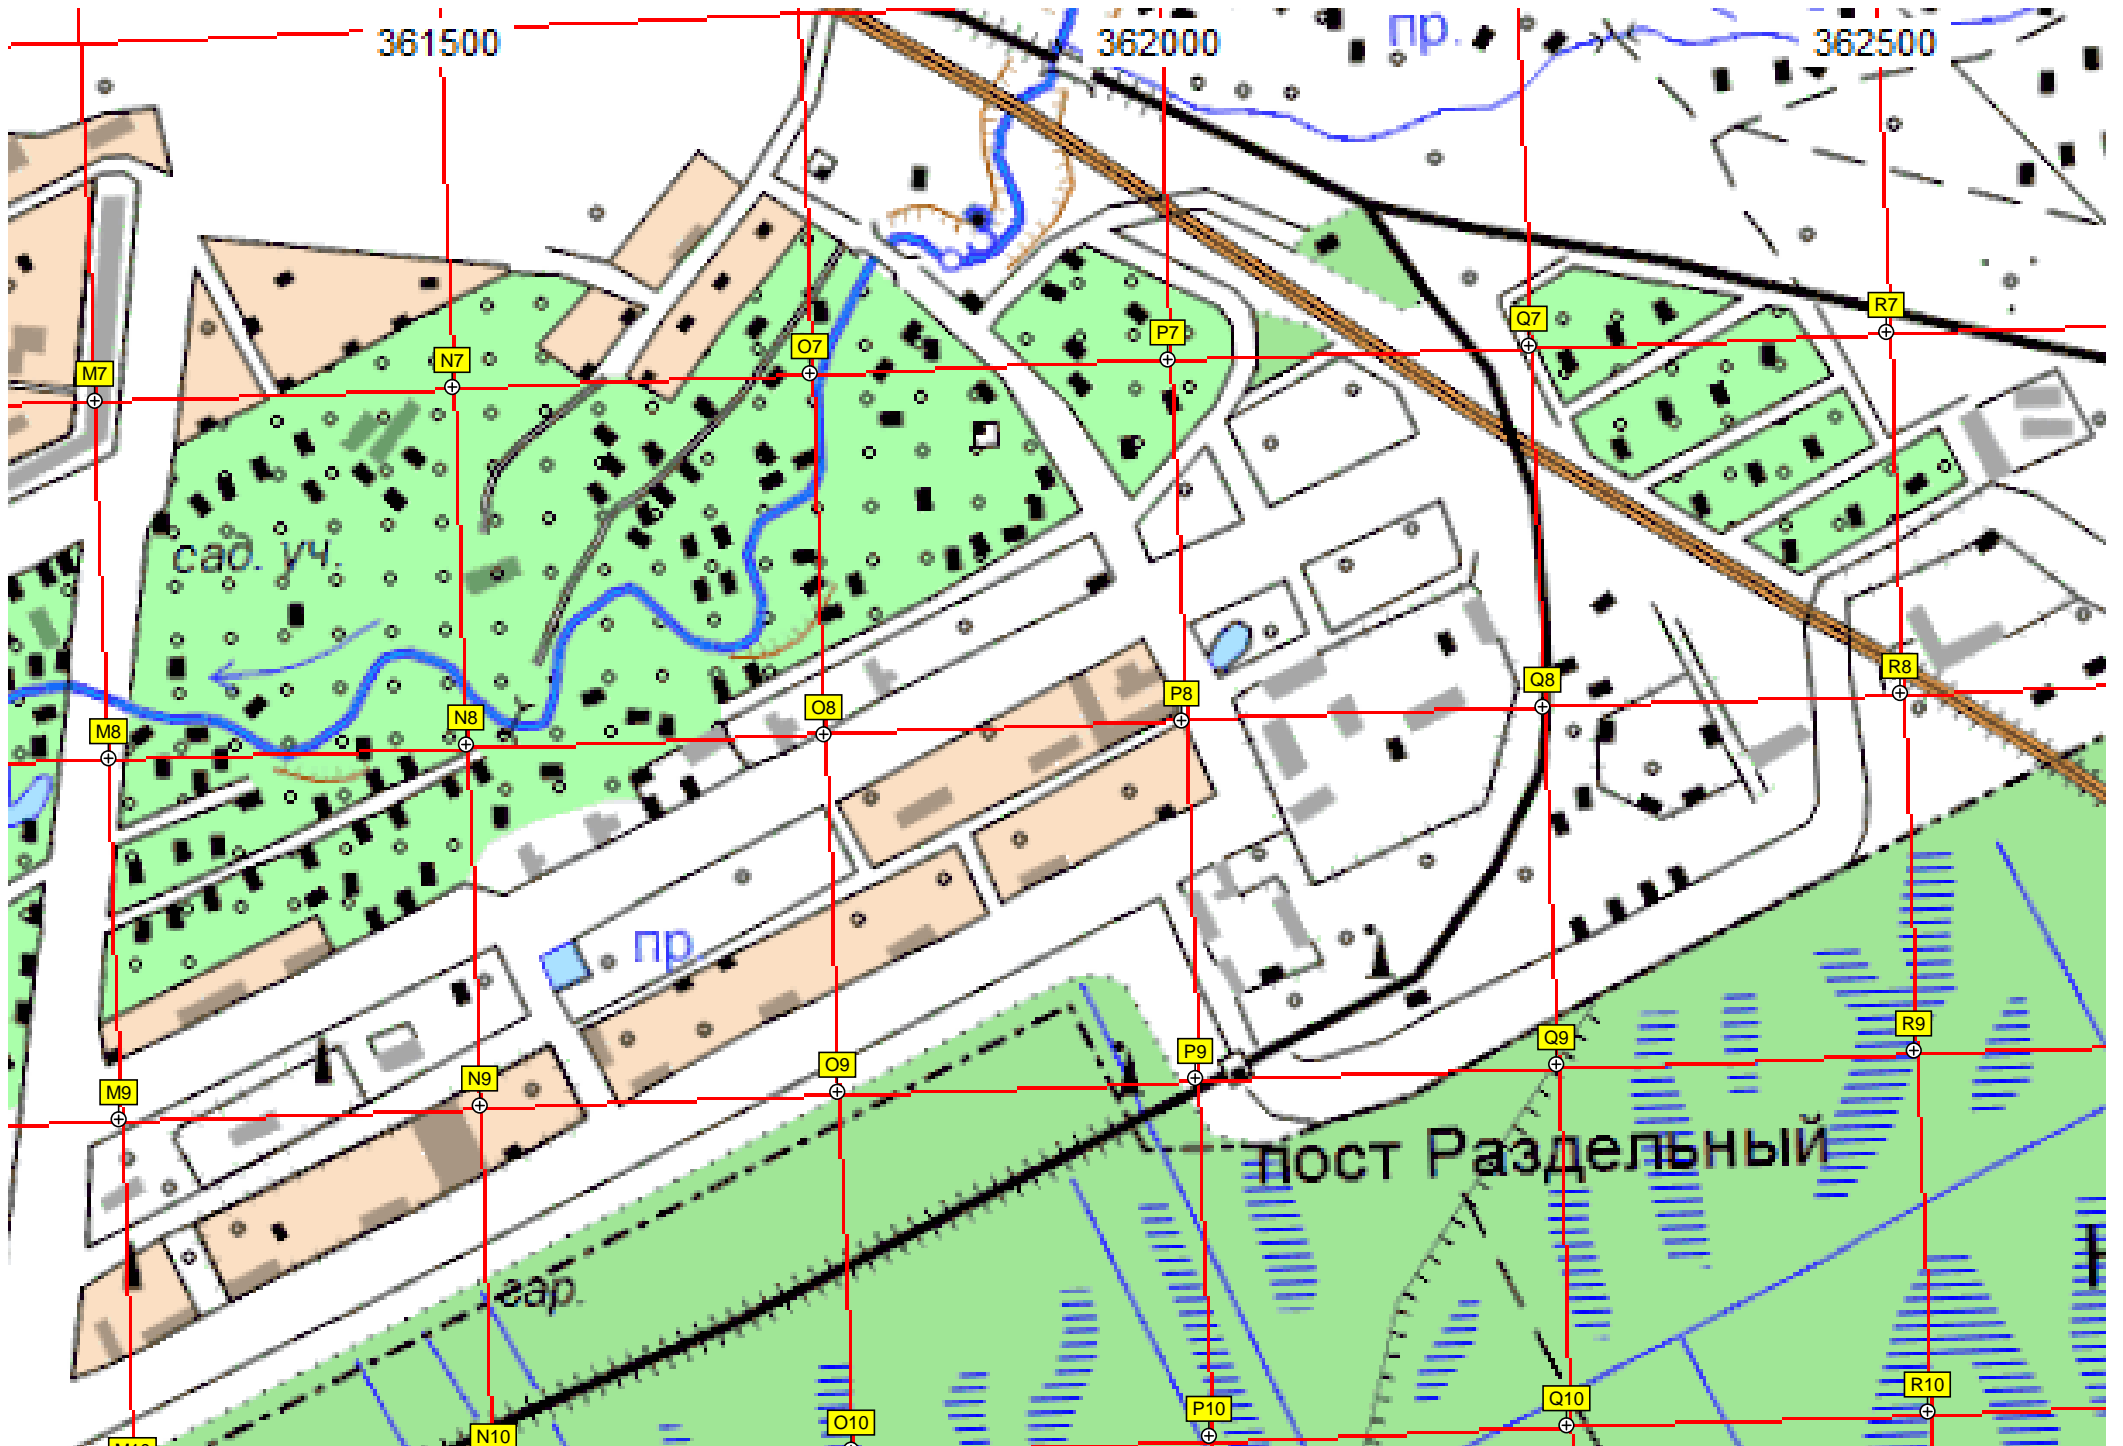 361500
362000
362500
пр.
M7
N7
O7
P7
Q7
R7
сад. уч.
M8
N8
O8
P8
Q8
R8
пр.
M9
N9
O9
P9
Q9
R9
пост Раздельный
гар.
N10
O10
P10
Q10
R10